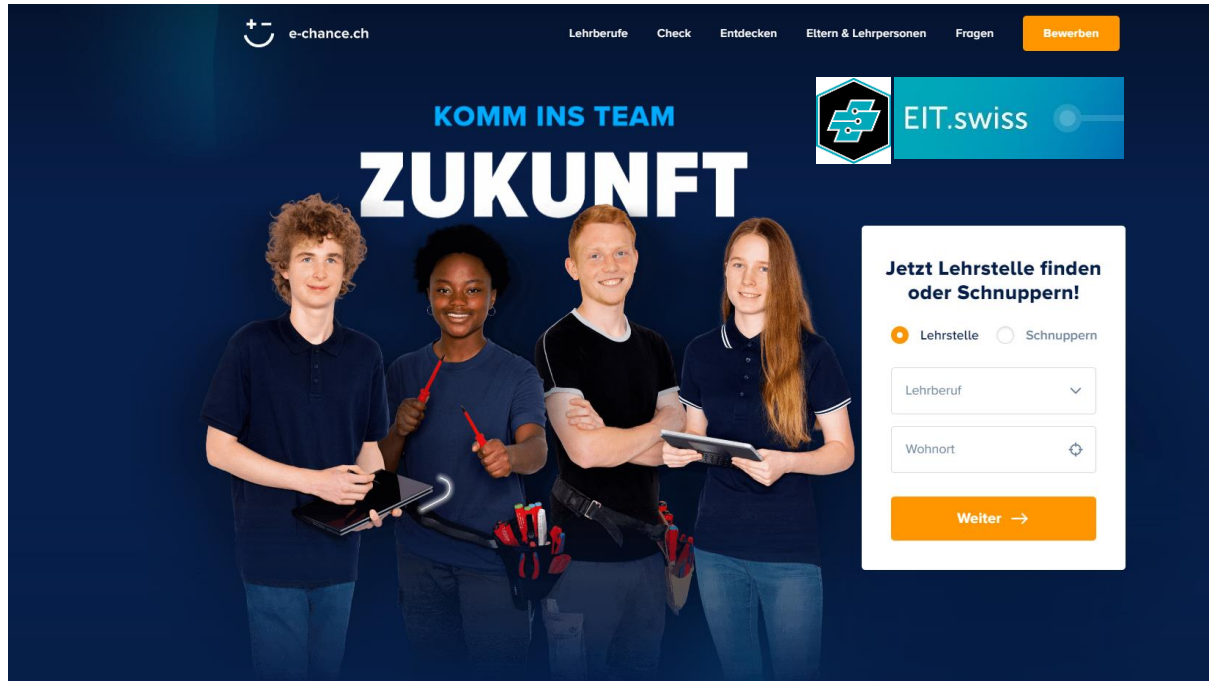 e-chance.ch
Lehrberufe Check Entdecken Eltern & Lehrpersonen Fragen Bewerben
EIT.swiss
KOMM INS TEAM
ZUKUNFT
Jetzt Lehrstelle finden
oder Schnuppern!
Lehrstelle Schnuppern
Lehrberuf
Wohnort
Weiter →